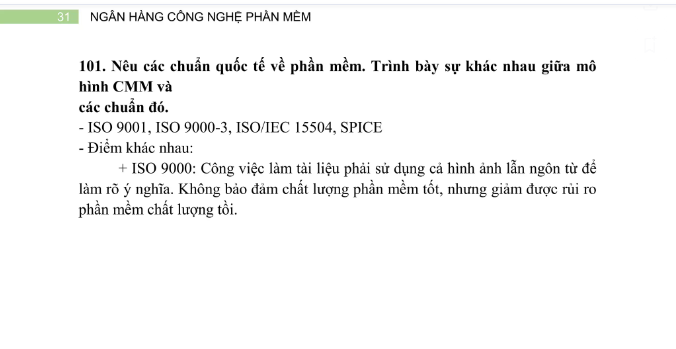 31 NGÂN HÀNG CÔNG NGHỆ PHẦN MỀM
101. Nêu các chuẩn quốc tế về phần mềm. Trình bày sự khác nhau giữa mô
hình CMM và
các chuẩn đó.
- ISO 9001, ISO 9000-3, ISO/IEC 15504, SPICE
- Điểm khác nhau:
+ ISO 9000: Công việc làm tài liệu phải sử dụng cả hình ảnh lẫn ngôn từ để
làm rõ ý nghĩa. Không bảo đảm chất lượng phần mềm tốt, nhưng giảm được rủi ro
phần mềm chất lượng tồi.